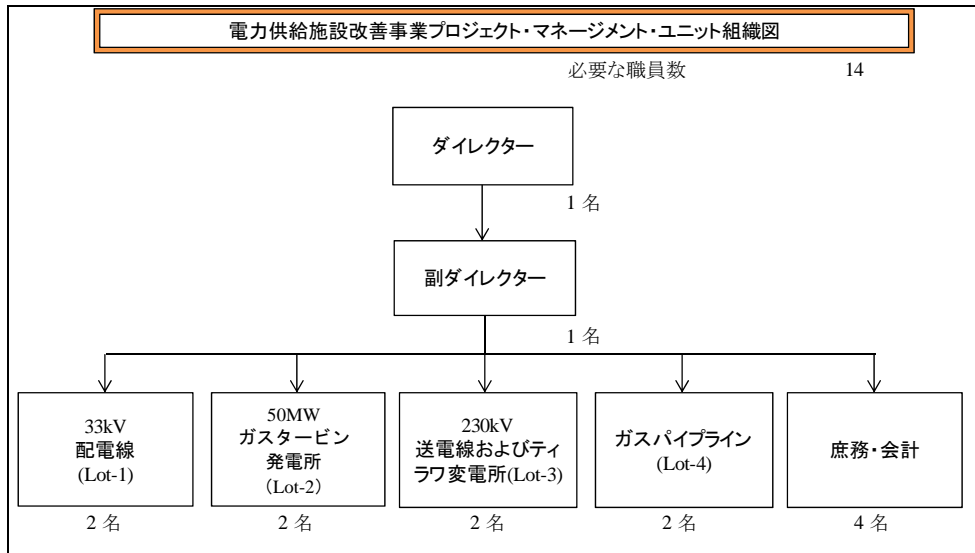 電力供給施設改善事業プロジェクト・マネージメント・ユニット組織図
必要な職員数 14
ダイレクター
1 名
副ダイレクター
1 名
33kV
配電線
(Lot-1)
2 名
50MW
ガスタービン
発電所
(Lot-2)
2 名
230kV
送電線およびティ
ラワ変電所(Lot-3)
2 名
ガスパイプライン
(Lot-4)
2 名
庶務・会計
4 名